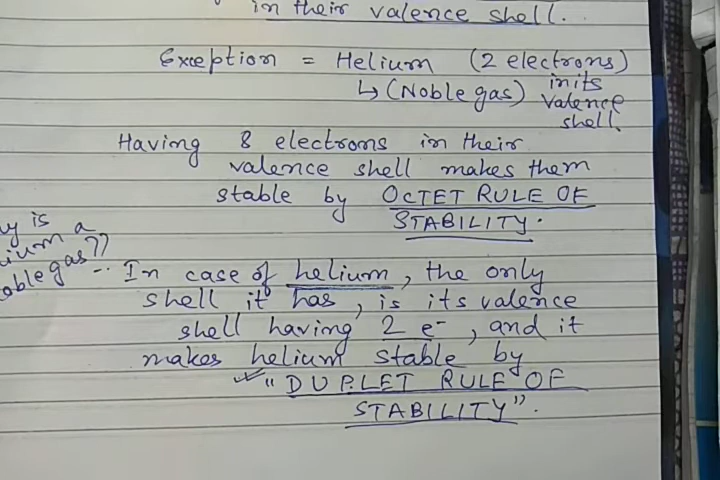 in their valence shell.
Exception = Helium (2 electrons)
↳ (Noble gas) in its
valence
shell.
Having 8 electrons in their
valence shell makes them
stable by OCTET RULE OF
STABILITY.
is
a
gas??
In case of helium, the only
shell it has, is its valence
shell having 2 e⁻, and it
makes helium stable by
"DUPLET RULE OF
STABILITY".